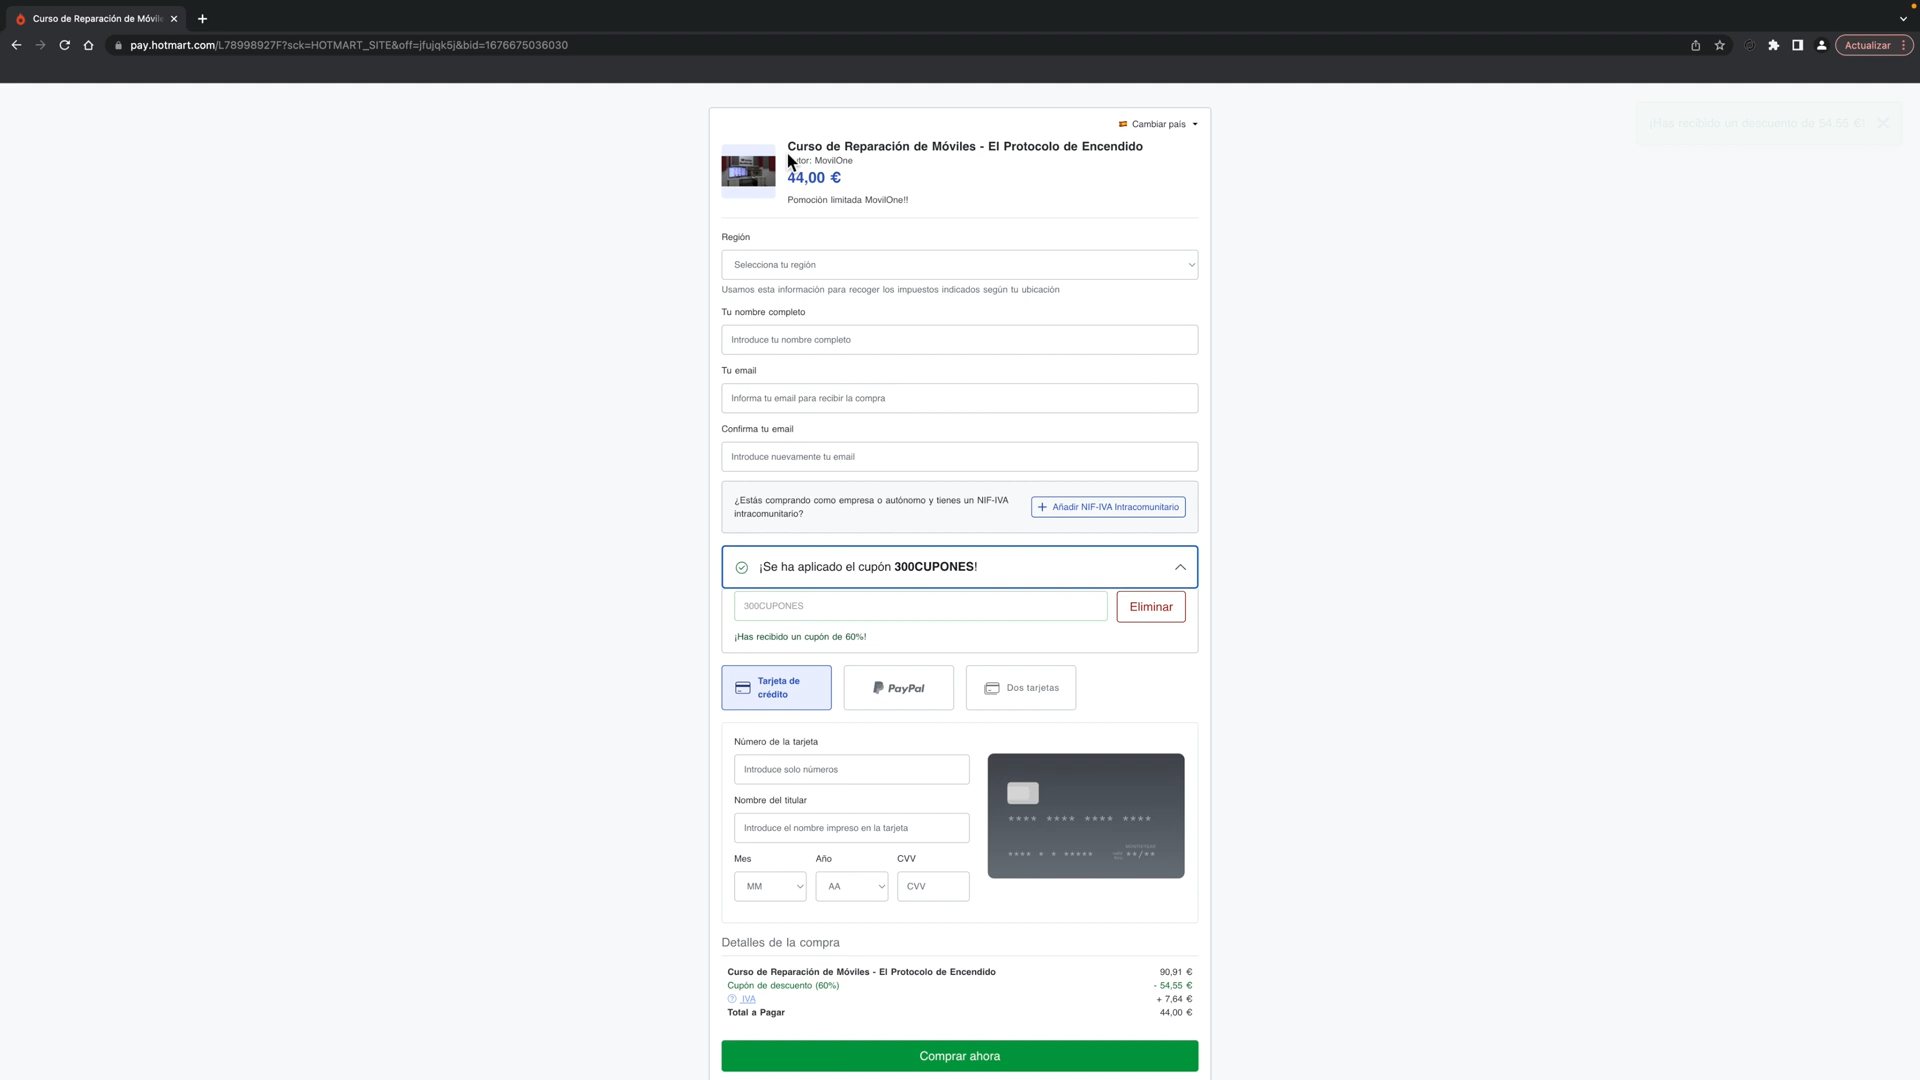 Curso de Reparación de Móvile
pay.hotmart.com/L78998927F?sck=HOTMART_SITE&off=jfujqk5j&bid=1676675036030
Actualizar
¡Has recibido un descuento de 54,55 €!
Cambiar país
Curso de Reparación de Móviles - El Protocolo de Encendido
utor: MovilOne
44,00 €
Pomoción limitada MovilOne!!
Región
Selecciona tu región
Usamos esta información para recoger los impuestos indicados según tu ubicación
Tu nombre completo
Introduce tu nombre completo
Tu email
Informa tu email para recibir la compra
Confirma tu email
Introduce nuevamente tu email
¿Estás comprando como empresa o autónomo y tienes un NIF-IVA
intracomunitario?
+ Añadir NIF-IVA Intracomunitario
¡Se ha aplicado el cupón 300CUPONES!
300CUPONES
Eliminar
¡Has recibido un cupón de 60%!
Tarjeta de
crédito
PayPal
Dos tarjetas
Número de la tarjeta
Introduce solo números
Nombre del titular
Introduce el nombre impreso en la tarjeta
Mes Año CVV
MM AA CVV
**** **** **** ****
**** * * ***** **/**
Detalles de la compra
Curso de Reparación de Móviles - El Protocolo de Encendido 90,91 €
Cupón de descuento (60%) - 54,55 €
IVA + 7,64 €
Total a Pagar 44,00 €
Comprar ahora